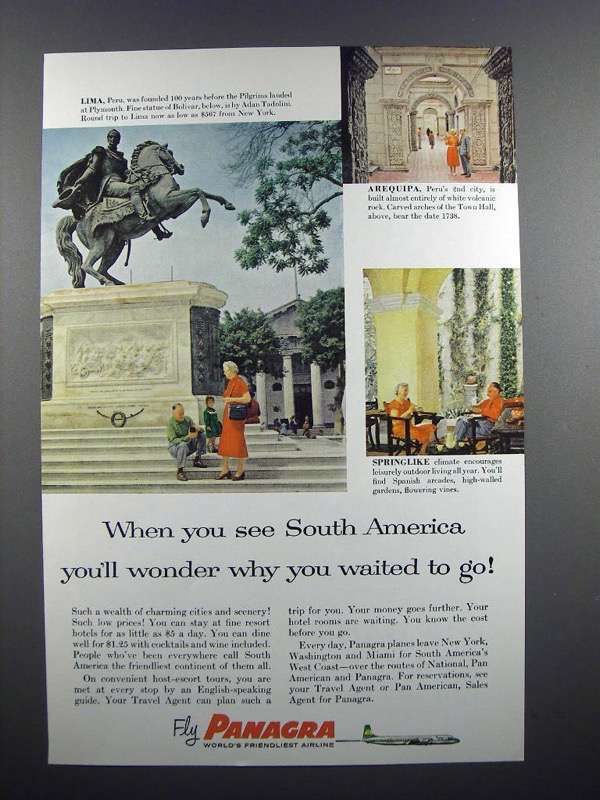 LIMA, Peru, was founded 100 years before the Pilgrims landed
at Plymouth. Fine statue of Bolivar, below, is by Adan Tadolini.
Round trip to Lima now as low as $507 from New York.
AREQUIPA, Peru's 2nd city, is
built almost entirely of white volcanic
rock. Carved arches of the Town Hall,
above, bear the date 1738.
SPRINGLIKE climate encourages
leisurely outdoor living all year. You'll
find Spanish arcades, high-walled
gardens, flowering vines.
When you see South America
you'll wonder why you waited to go!
Such a wealth of charming cities and scenery!
Such low prices! You can stay at fine resort
hotels for as little as $5 a day. You can dine
well for $1.25 with cocktails and wine included.
People who've been everywhere call South
America the friendliest continent of them all.
On convenient host-escort tours, you are
met at every stop by an English-speaking
guide. Your Travel Agent can plan such a
trip for you. Your money goes further. Your
hotel rooms are waiting. You know the cost
before you go.
Every day, Panagra planes leave New York,
Washington and Miami for South America's
West Coast—over the routes of National, Pan
American and Panagra. For reservations, see
your Travel Agent or Pan American, Sales
Agent for Panagra.
Fly PANAGRA
WORLD'S FRIENDLIEST AIRLINE